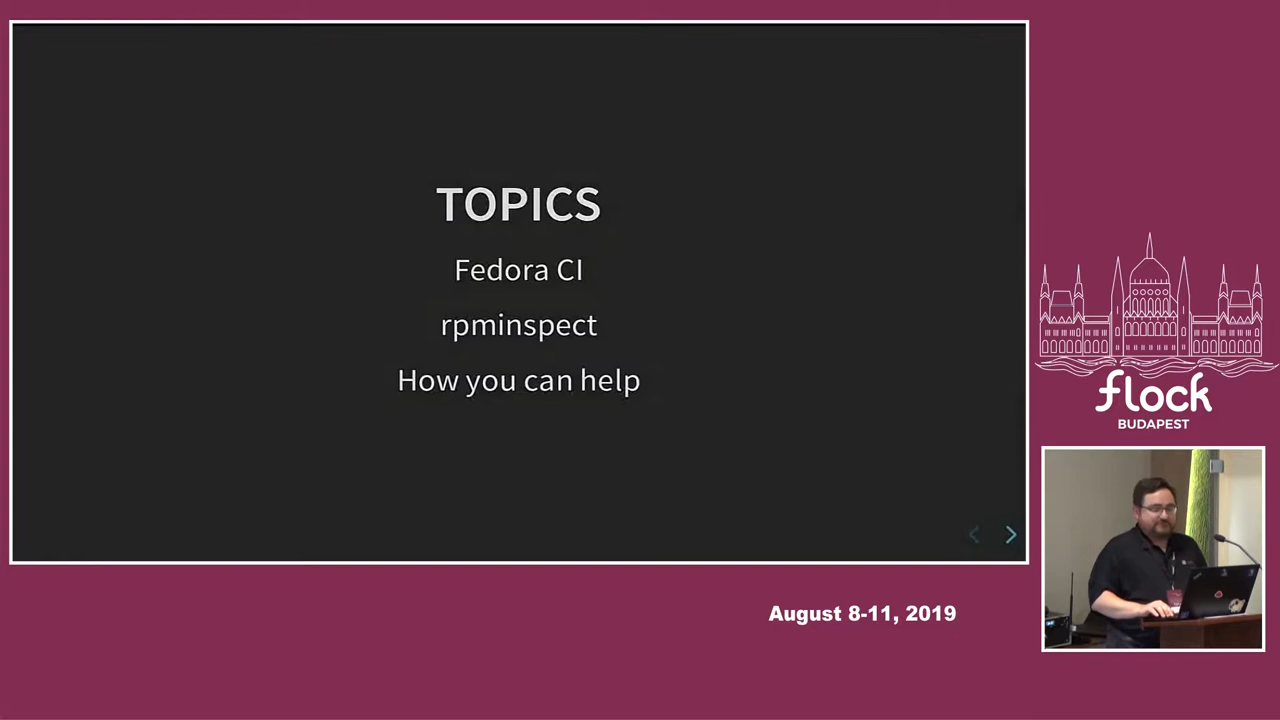 TOPICS
Fedora CI
rpminspect
How you can help
flock
BUDAPEST
August 8-11, 2019